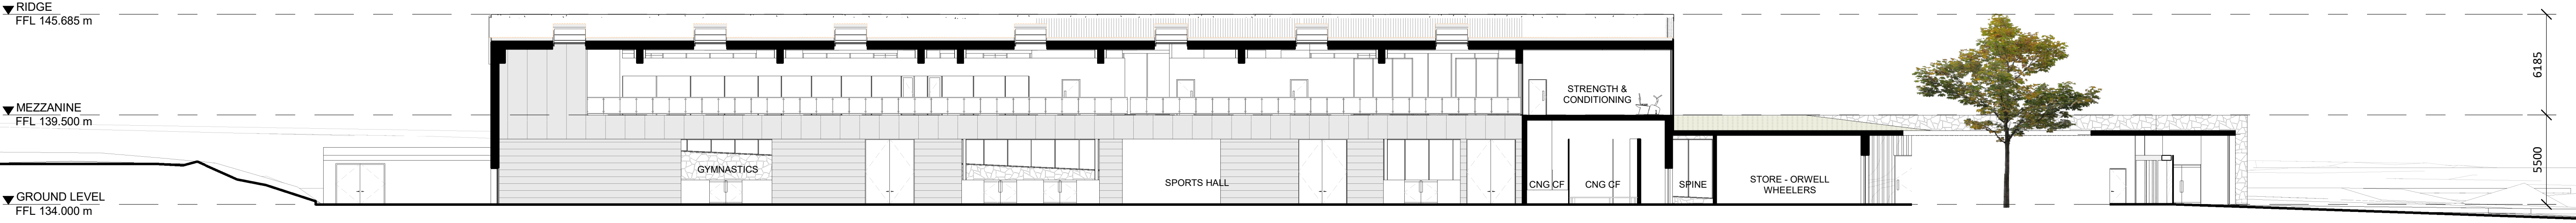 RIDGE
FFL 145.685 m
MEZZANINE
FFL 139.500 m
GROUND LEVEL
FFL 134.000 m
GYMNASTICS
SPORTS HALL
STRENGTH &
CONDITIONING
CNG CF
CNG CF
SPINE
STORE - ORWELL
WHEELERS
6185
5500